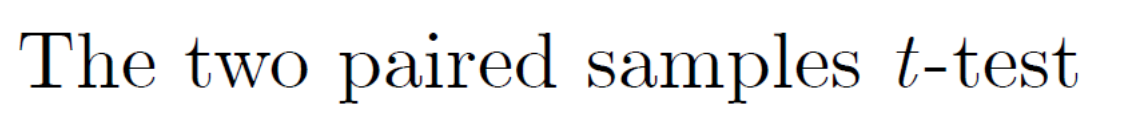 The two paired samples t-test